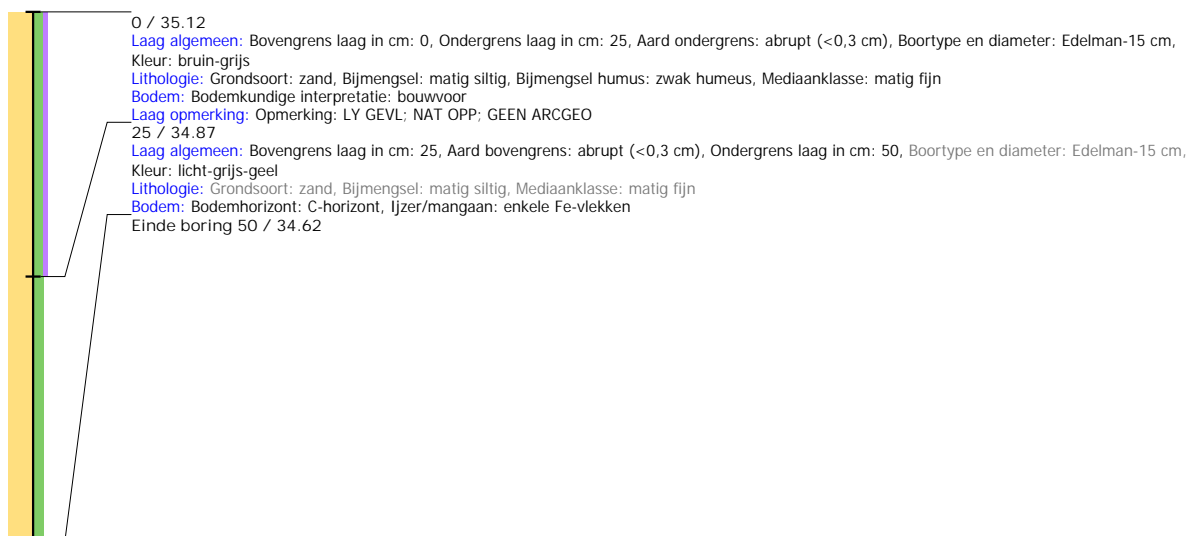 0 / 35.12
Laag algemeen: Bovengrens laag in cm: 0, Ondergrens laag in cm: 25, Aard ondergrens: abrupt (<0,3 cm), Boortype en diameter: Edelman-15 cm,
Kleur: bruin-grijs
Lithologie: Grondsoort: zand, Bijmengsel: matig siltig, Bijmengsel humus: zwak humeus, Mediaanklasse: matig fijn
Bodem: Bodemkundige interpretatie: bouwvoor
Laag opmerking: Opmerking: LY GEVL; NAT OPP; GEEN ARCGEO
25 / 34.87
Laag algemeen: Bovengrens laag in cm: 25, Aard bovengrens: abrupt (<0,3 cm), Ondergrens laag in cm: 50, Boortype en diameter: Edelman-15 cm,
Kleur: licht-grijs-geel
Lithologie: Grondsoort: zand, Bijmengsel: matig siltig, Mediaanklasse: matig fijn
Bodem: Bodemhorizont: C-horizont, Ijzer/mangaan: enkele Fe-vlekken
Einde boring 50 / 34.62